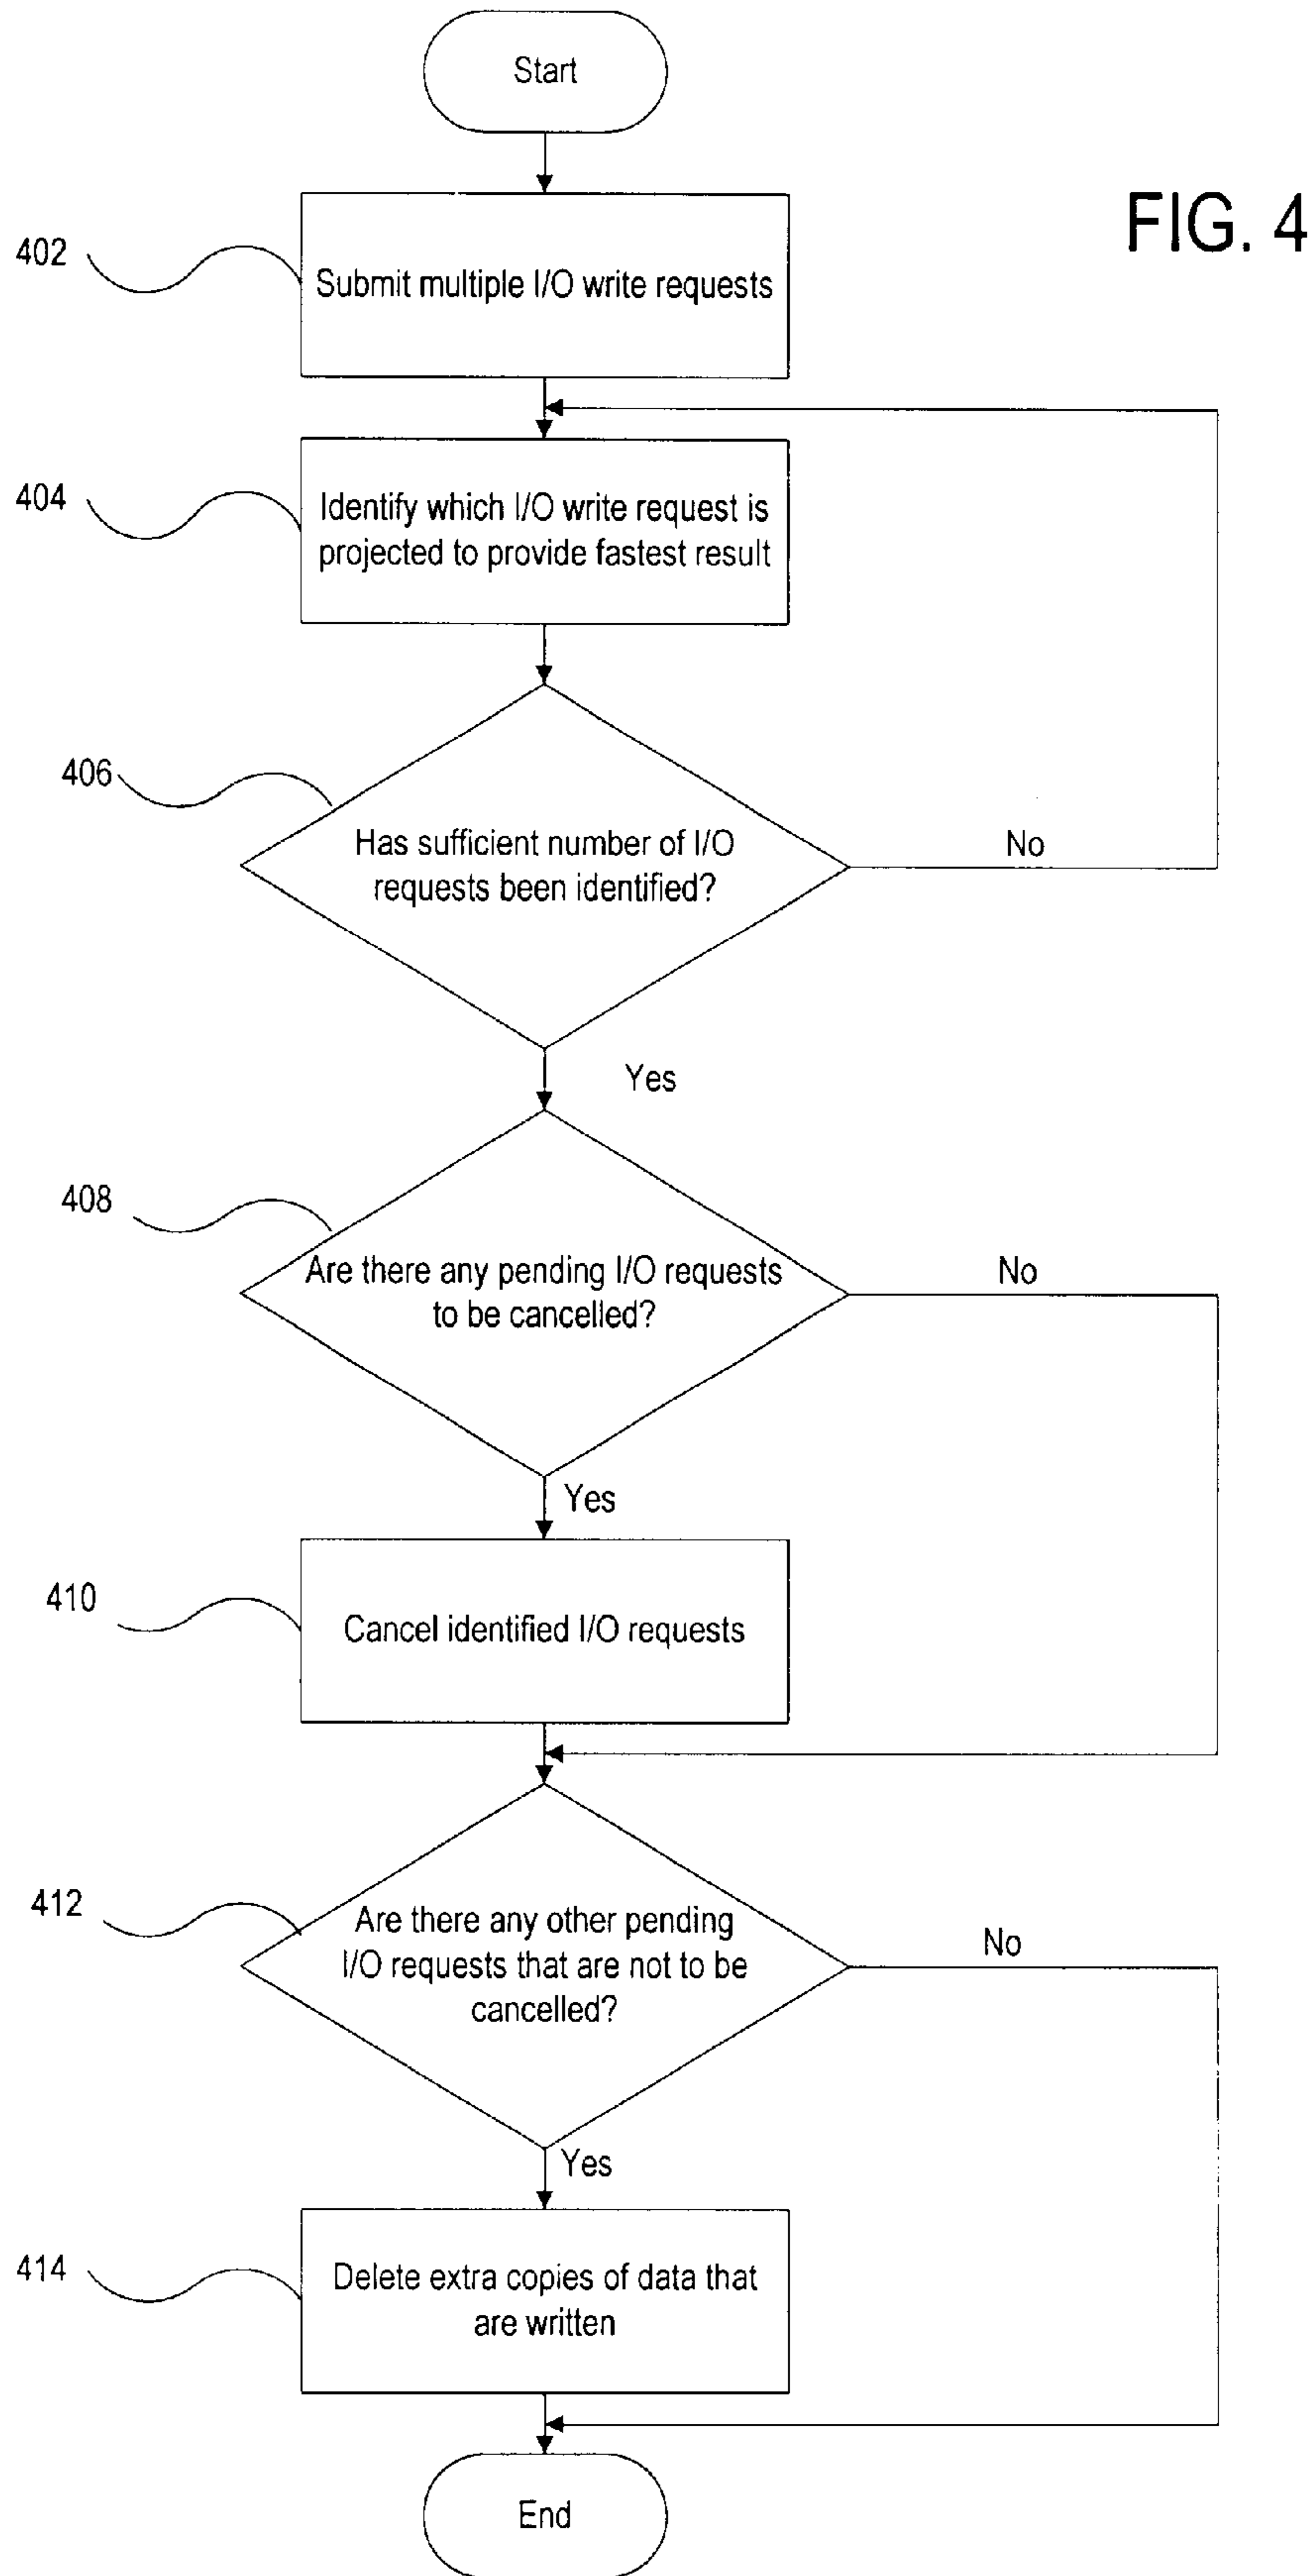 Start
FIG. 4
402
Submit multiple I/O write requests
404
Identify which I/O write request is
projected to provide fastest result
406
Has sufficient number of I/O
requests been identified?
No
Yes
408
Are there any pending I/O requests
to be cancelled?
No
Yes
410
Cancel identified I/O requests
412
Are there any other pending
I/O requests that are not to be
cancelled?
No
Yes
414
Delete extra copies of data that
are written
End